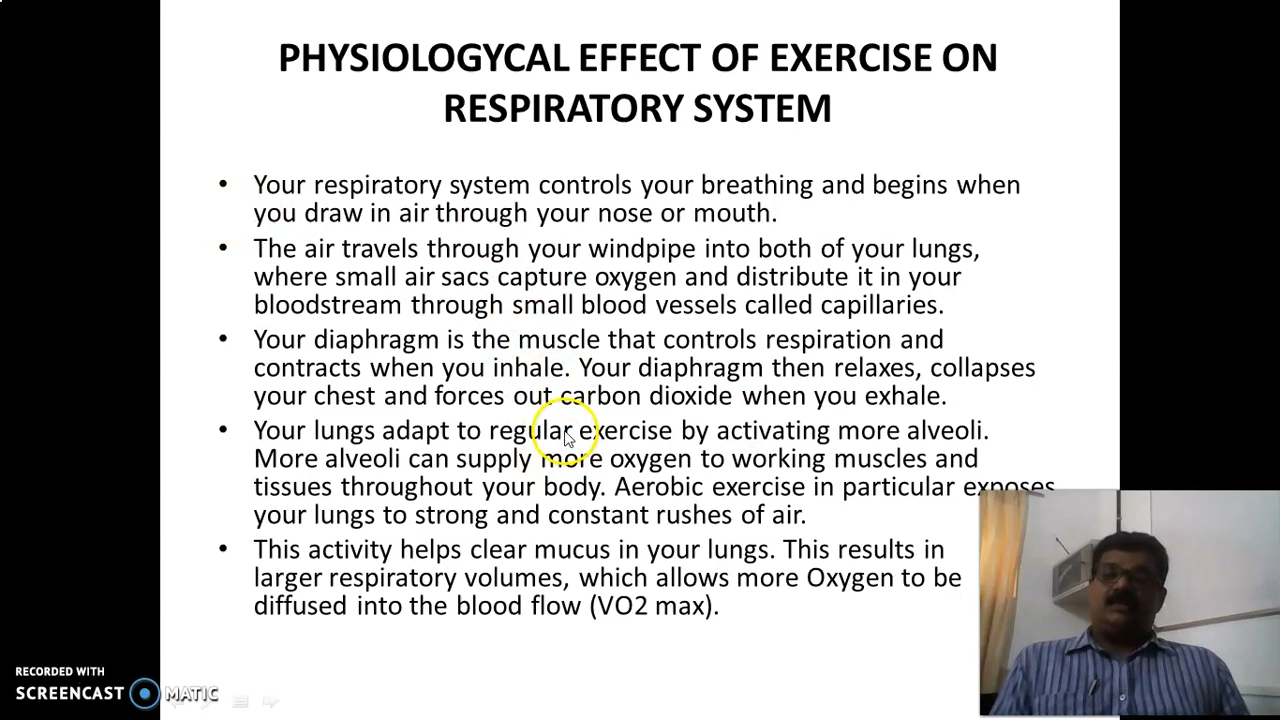 PHYSIOLOGYCAL EFFECT OF EXERCISE ON
RESPIRATORY SYSTEM
• Your respiratory system controls your breathing and begins when
you draw in air through your nose or mouth.
• The air travels through your windpipe into both of your lungs,
where small air sacs capture oxygen and distribute it in your
bloodstream through small blood vessels called capillaries.
• Your diaphragm is the muscle that controls respiration and
contracts when you inhale. Your diaphragm then relaxes, collapses
your chest and forces out carbon dioxide when you exhale.
• Your lungs adapt to regular exercise by activating more alveoli.
More alveoli can supply more oxygen to working muscles and
tissues throughout your body. Aerobic exercise in particular exposes
your lungs to strong and constant rushes of air.
• This activity helps clear mucus in your lungs. This results in
larger respiratory volumes, which allows more Oxygen to be
diffused into the blood flow (VO2 max).
RECORDED WITH
SCREENCAST MATIC